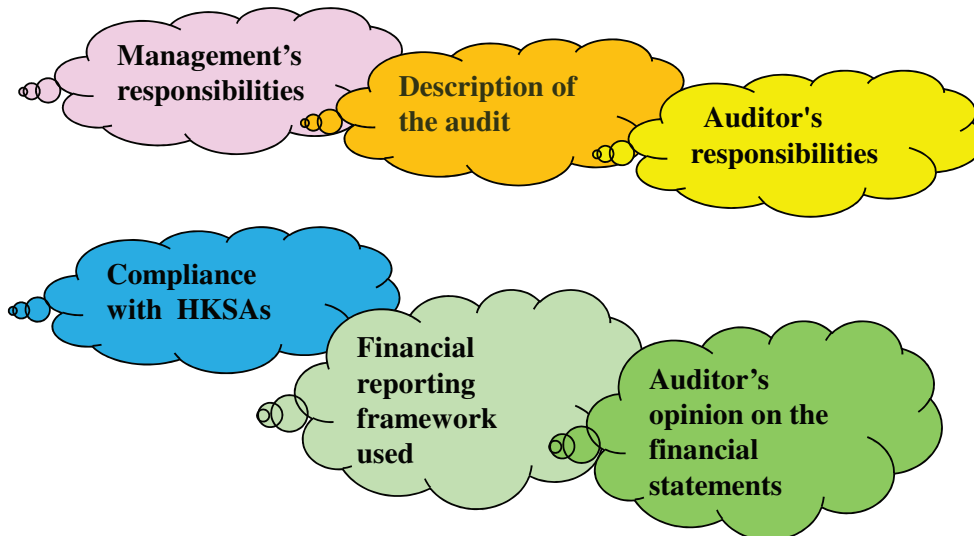 Management’s
responsibilities
Description of
the audit
Auditor's
responsibilities
Compliance
with HKSAs
Financial
reporting
framework
used
Auditor’s
opinion on the
financial
statements